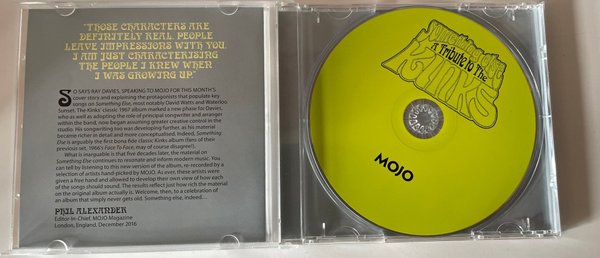 "THOSE CHARACTERS ARE
DEFINITELY REAL. PEOPLE
LEAVE IMPRESSIONS WITH YOU.
I AM JUST CHARACTERISING
THE PEOPLE I KNEW WHEN
I WAS GROWING UP."
SO SAYS RAY DAVIES, SPEAKING TO MOJO FOR THIS MONTH'S
cover story and explaining the protagonists that populate key
songs on Something Else, most notably David Watts and Waterloo
Sunset. The Kinks' classic 1967 album marked a new phase for Davies,
who as well as adopting the role of principal songwriter and arranger
within the band, now began assuming greater creative control in the
studio. His songwriting too was developing further, as his material
became richer in detail and more conceptualised. Indeed, Something
Else is arguably the first bona fide classic Kinks album (fans of their
previous set, 1966's Face To Face, may of course disagree!).
What is inarguable is that five decades later, the material on
Something Else continues to resonate and inform modern music. You
can tell by listening to this new version of the album, re-recorded by a
selection of artists hand-picked by MOJO. As ever, these artists were
given a free hand and allowed to develop their own view of how each
of the songs should sound. The results reflect just how rich the material
on the original album actually is. Welcome, then, to a celebration of
an album that simply never gets old. Something else, indeed...
PHIL ALEXANDER
Editor-In-Chief, MOJO Magazine
London, England. December 2016
A Tribute To The
KINKS
MOJO